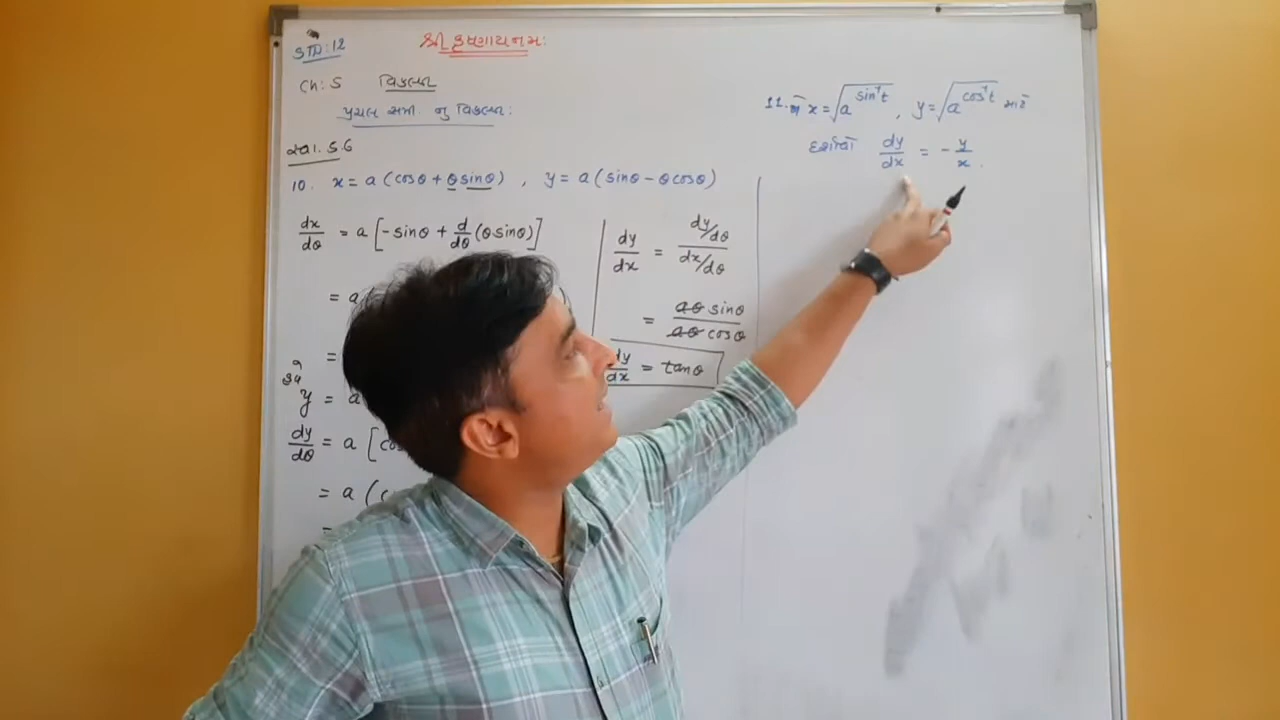 STD: 12
શ્રી કૃષ્ણાય નમ:
Ch: 5 વિકલન
પ્રચલ સમી. નુ વિકલન:
સ્વા. 5.6
10. x = a (cosθ + θ sinθ) , y = a (sinθ − θ cosθ)
dx/dθ = a [−sinθ + d/dθ (θ sinθ)]
= a
=
હવે
y = a
dy/dθ = a [cos
= a (c
=
dy/dx = (dy/dθ)/(dx/dθ)
= (aθ sinθ)/(aθ cosθ)
dy/dx = tanθ
11. x = √(a^(sin⁻¹t)) , y = √(a^(cos⁻¹t)) માટે
દર્શાવો dy/dx = −y/x .